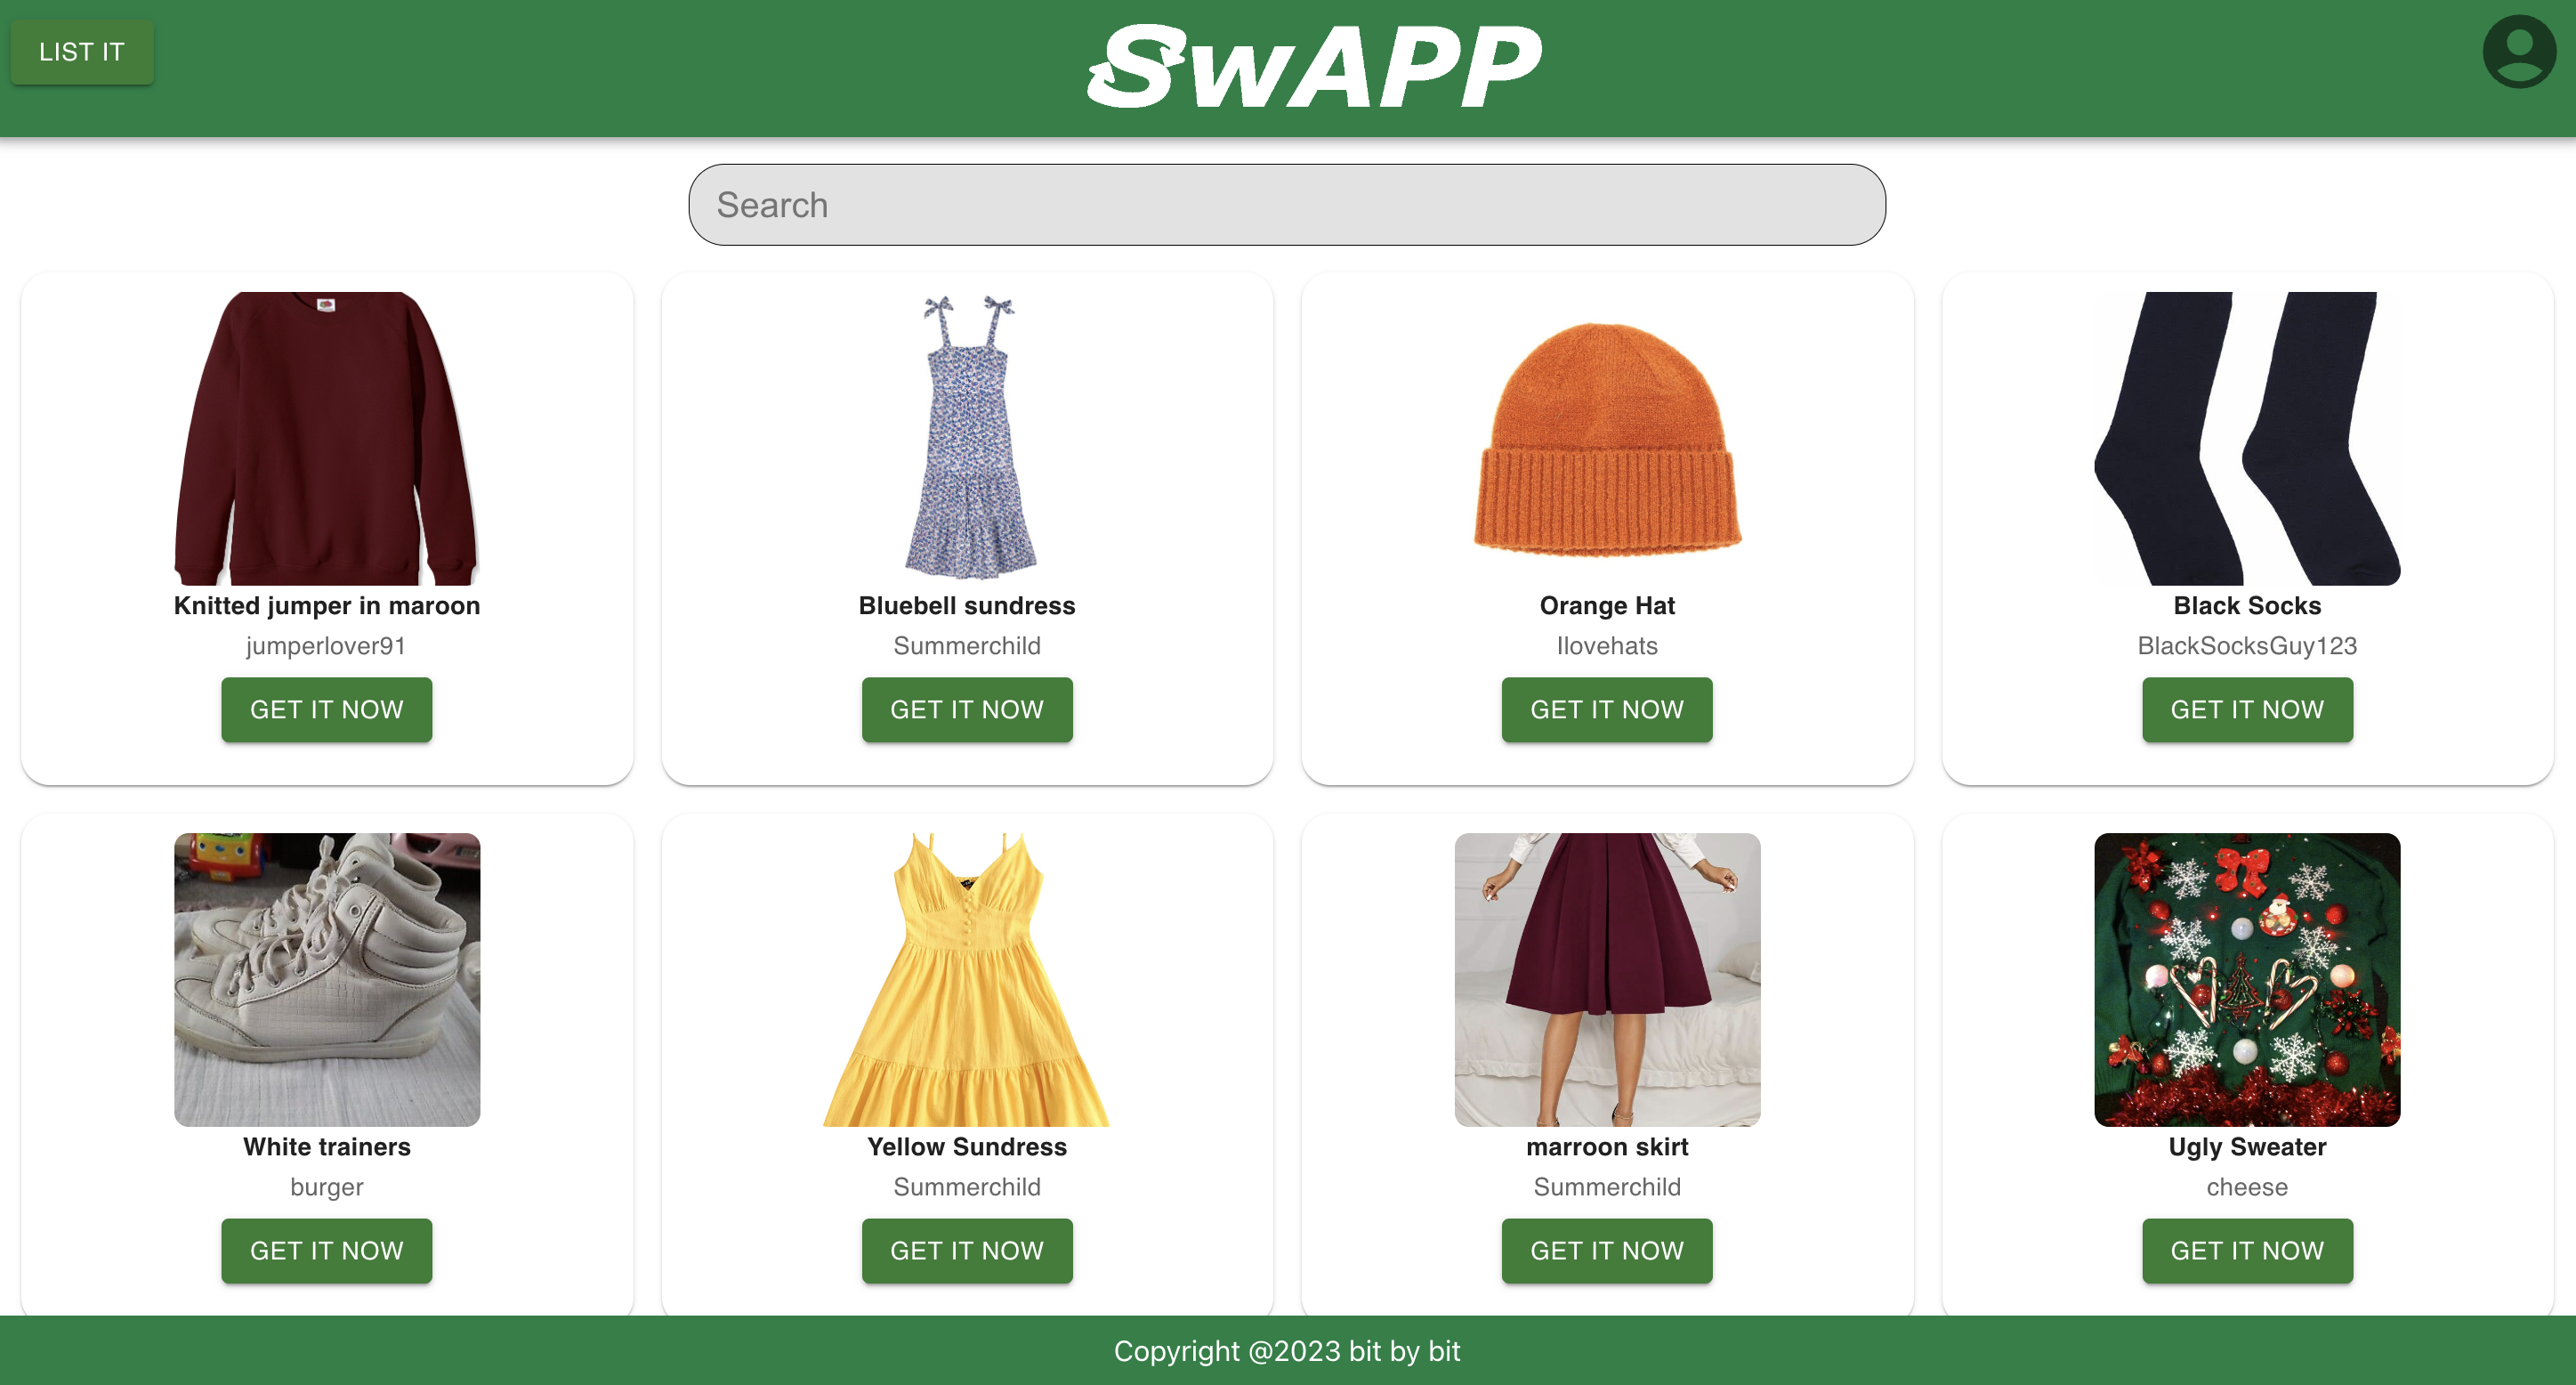 LIST IT
SwAPP
Search
Knitted jumper in maroon
jumperlover91
GET IT NOW
Bluebell sundress
Summerchild
GET IT NOW
Orange Hat
Ilovehats
GET IT NOW
Black Socks
BlackSocksGuy123
GET IT NOW
White trainers
burger
GET IT NOW
Yellow Sundress
Summerchild
GET IT NOW
marroon skirt
Summerchild
GET IT NOW
Ugly Sweater
cheese
GET IT NOW
Copyright @2023 bit by bit